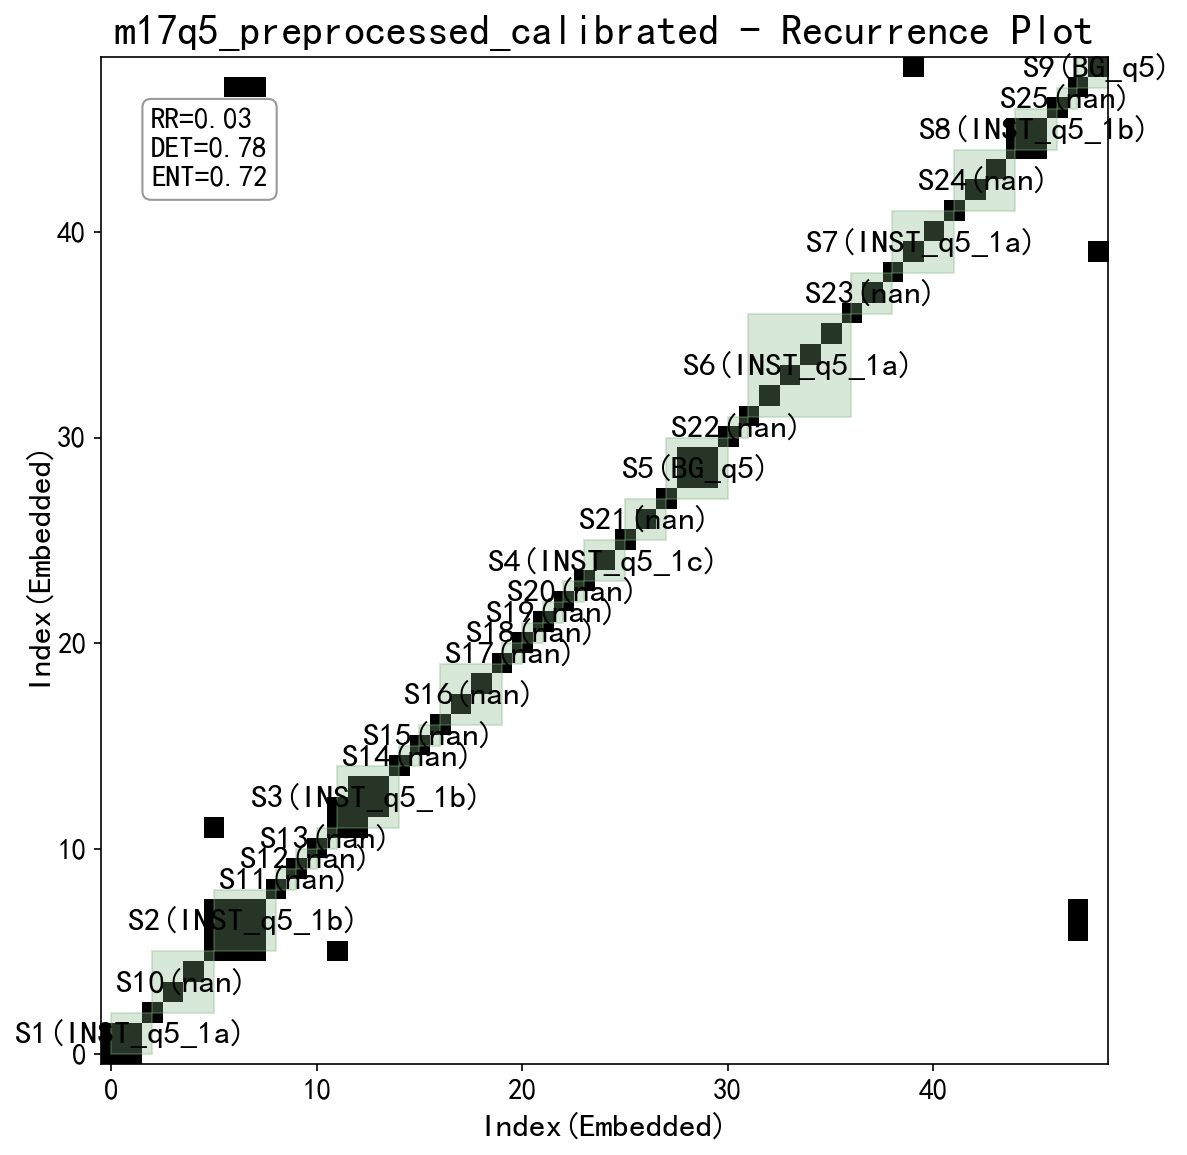 m17q5_preprocessed_calibrated - Recurrence Plot
S9(BG_q5)
S25(nan)
RR=0.03
DET=0.78
ENT=0.72
S8(INST_q5_1b)
S24(nan)
40
S7(INST_q5_1a)
S23(nan)
S6(INST_q5_1a)
30
S22(nan)
S5(BG_q5)
S21(nan)
S4(INST_q5_1c)
S20(nan)
S19(nan)
S18(nan)
20
S17(nan)
S16(nan)
S15(nan)
S14(nan)
S3(INST_q5_1b)
S13(nan)
10
S12(nan)
S11(nan)
S2(INST_q5_1b)
S10(nan)
S1(INST_q5_1a)
0
Index(Embedded)
0 10 20 30 40
Index(Embedded)